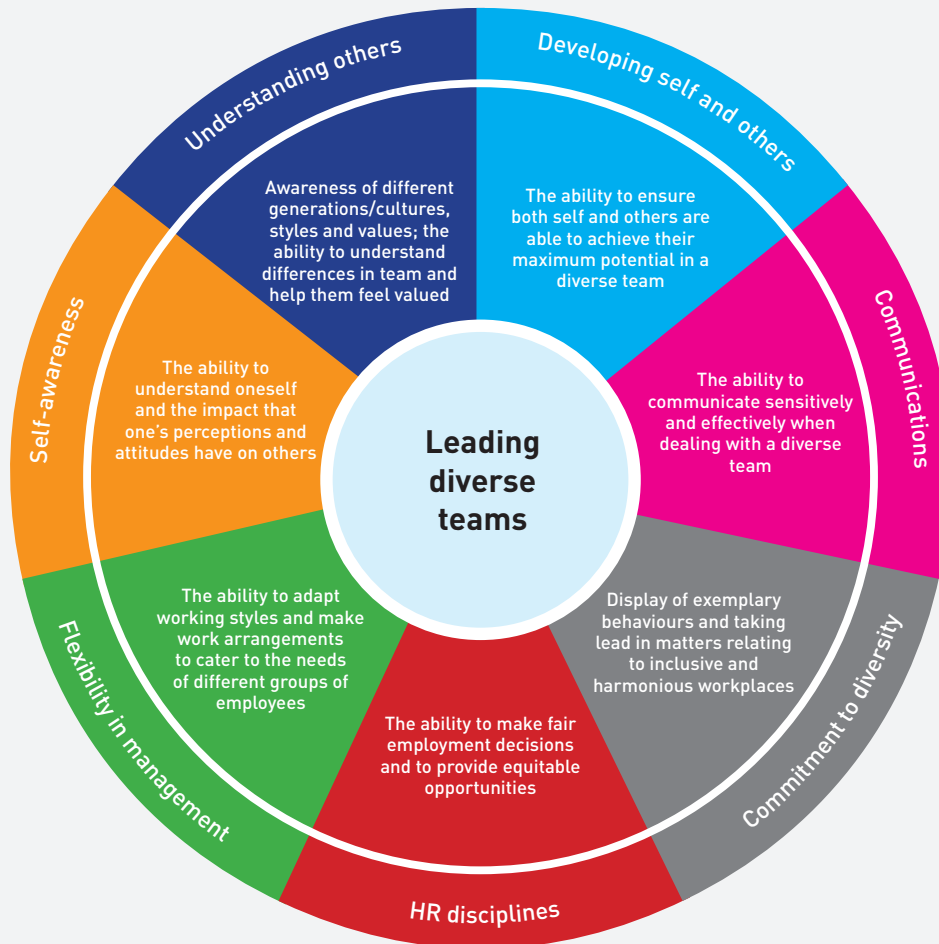 Leading
diverse
teams
Understanding others
Awareness of different
generations/cultures,
styles and values; the
ability to understand
differences in team and
help them feel valued
Developing self and others
The ability to ensure
both self and others are
able to achieve their
maximum potential in a
diverse team
Communications
The ability to
communicate sensitively
and effectively when
dealing with a diverse
team
Commitment to diversity
Display of exemplary
behaviours and taking
lead in matters relating
to inclusive and
harmonious workplaces
HR disciplines
The ability to make fair
employment decisions
and to provide equitable
opportunities
Flexibility in management
The ability to adapt
working styles and make
work arrangements
to cater to the needs
of different groups of
employees
Self-awareness
The ability to
understand oneself
and the impact that
one's perceptions and
attitudes have on others